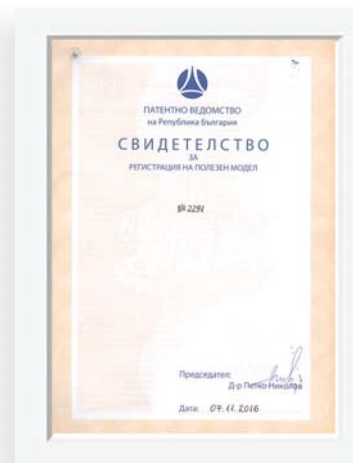 ПАТЕНТНО ВЕДОМСТВО
на Република България
СВИДЕТЕЛСТВО
ЗА
РЕГИСТРАЦИЯ НА ПОЛЕЗЕН МОДЕЛ
№ 2291
Председател:
Д-р Петко Николов
Дата: 07.11.2016